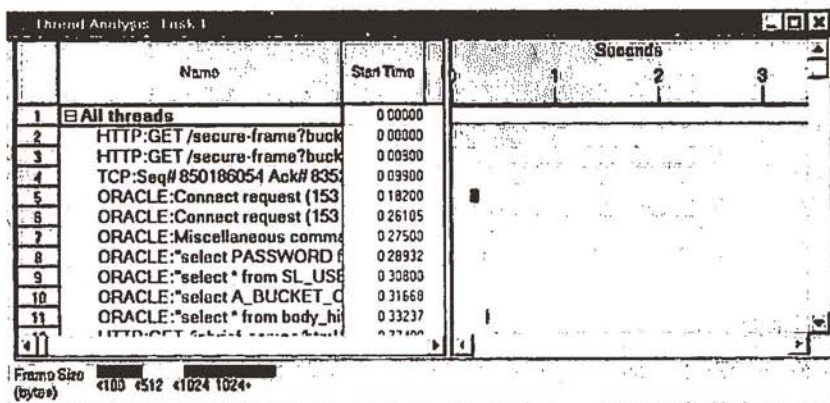 Thread Analysis Task 1
Name Start Time Seconds
1 2 3
1 All threads 0.00000
2 HTTP:GET /secure-frame?buck 0.00000
3 HTTP:GET /secure-frame?buck 0.00900
4 TCP:Seq# 850186054 Ack# 8352 0.09900
5 ORACLE:Connect request (153 0.18200
6 ORACLE:Connect request (153 0.26105
7 ORACLE:Miscellaneous comma 0.27500
8 ORACLE:"select PASSWORD f 0.28932
9 ORACLE:"select * from SL_USE 0.30800
10 ORACLE:"select A_BUCKET_C 0.31668
11 ORACLE:"select * from body_hi 0.33237
HTTP:GET
Frame Size
(bytes) <100 <512 <1024 1024+